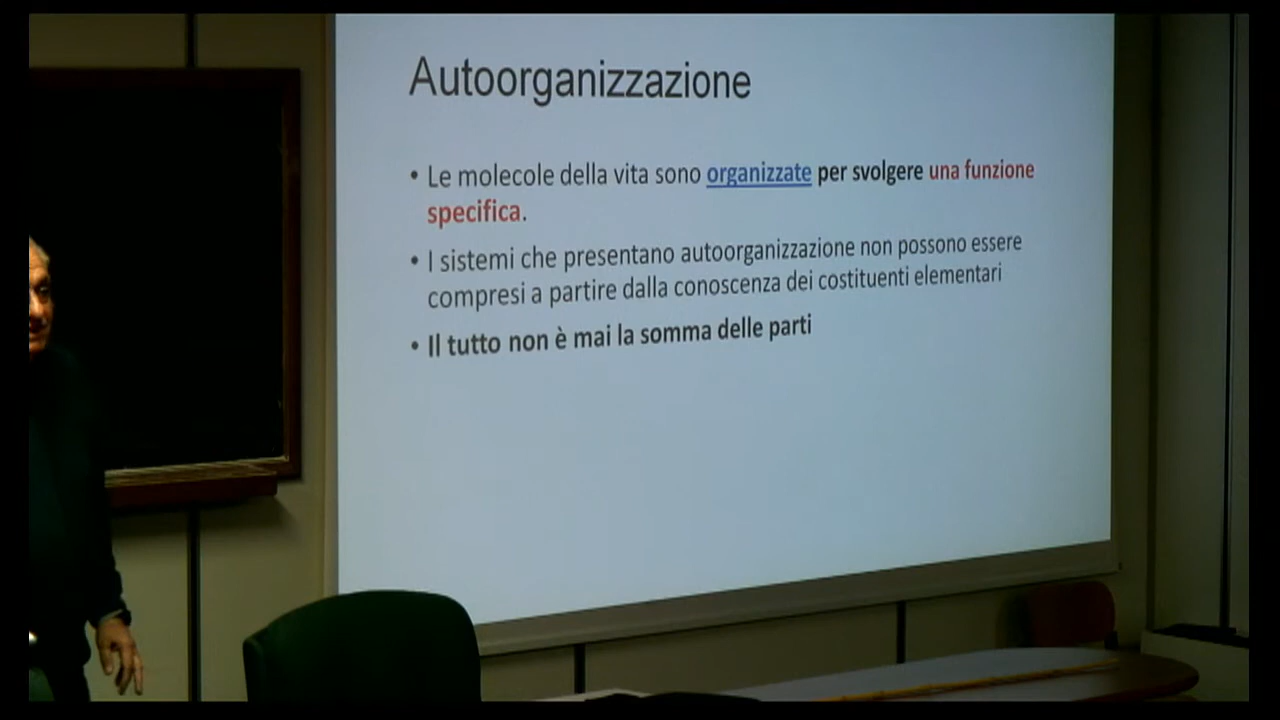 Autoorganizzazione
• Le molecole della vita sono organizzate per svolgere una funzione
specifica.
• I sistemi che presentano autoorganizzazione non possono essere
compresi a partire dalla conoscenza dei costituenti elementari
• Il tutto non è mai la somma delle parti